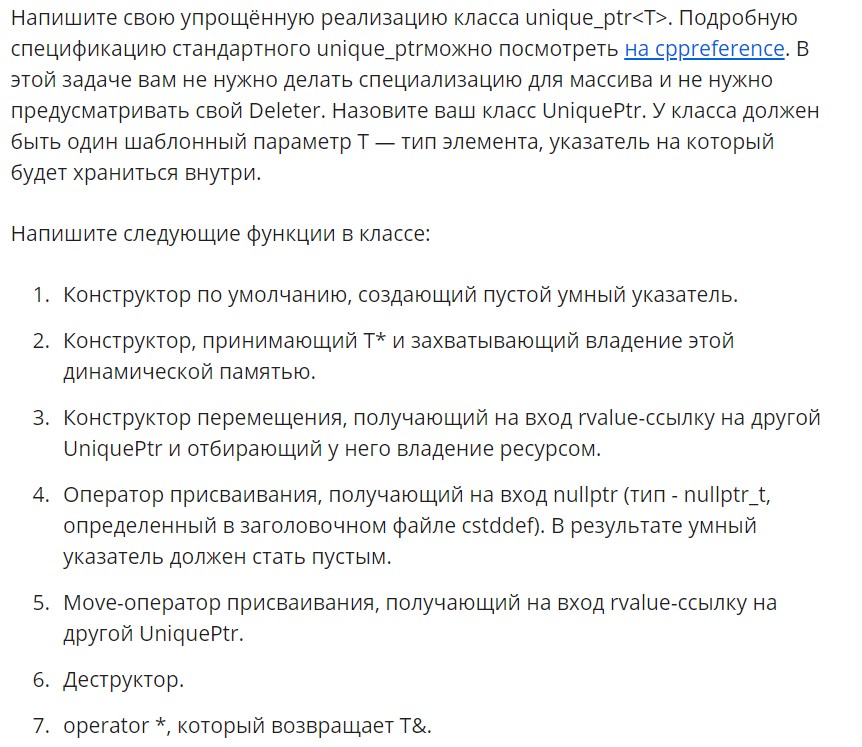 Напишите свою упрощённую реализацию класса unique_ptr<T>. Подробную
спецификацию стандартного unique_ptrможно посмотреть на cppreference. В
этой задаче вам не нужно делать специализацию для массива и не нужно
предусматривать свой Deleter. Назовите ваш класс UniquePtr. У класса должен
быть один шаблонный параметр T — тип элемента, указатель на который
будет храниться внутри.
Напишите следующие функции в классе:
1. Конструктор по умолчанию, создающий пустой умный указатель.
2. Конструктор, принимающий T* и захватывающий владение этой
динамической памятью.
3. Конструктор перемещения, получающий на вход rvalue-ссылку на другой
UniquePtr и отбирающий у него владение ресурсом.
4. Оператор присваивания, получающий на вход nullptr (тип - nullptr_t,
определенный в заголовочном файле cstddef). В результате умный
указатель должен стать пустым.
5. Move-оператор присваивания, получающий на вход rvalue-ссылку на
другой UniquePtr.
6. Деструктор.
7. operator *, который возвращает T&.